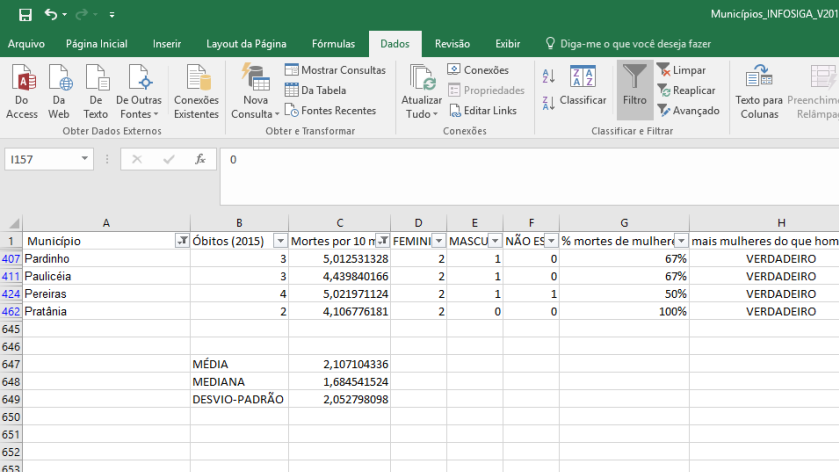 Municípios_INFOSIGA_V201
Arquivo Página Inicial Inserir Layout da Página Fórmulas Dados Revisão Exibir Diga-me o que você deseja fazer
Do Access
Da Web
De Texto
De Outras Fontes
Conexões Existentes
Obter Dados Externos
Nova Consulta
Mostrar Consultas
Da Tabela
Fontes Recentes
Obter e Transformar
Atualizar Tudo
Conexões
Propriedades
Editar Links
Conexões
Classificar
Filtro
Limpar
Reaplicar
Avançado
Classificar e Filtrar
Texto para Colunas
Preenchim
Relâmpa
I157 fx 0
A B C D E F G H
1 Município Óbitos (2015) Mortes por 10 m FEMINI MASCU NÃO ES % mortes de mulhere mais mulheres do que hom
407 Pardinho 3 5,012531328 2 1 0 67% VERDADEIRO
411 Paulicéia 3 4,439840166 2 1 0 67% VERDADEIRO
424 Pereiras 4 5,021971124 2 1 1 50% VERDADEIRO
462 Pratânia 2 4,106776181 2 0 0 100% VERDADEIRO
645
646
647 MÉDIA 2,107104336
648 MEDIANA 1,684541524
649 DESVIO-PADRÃO 2,052798098
650
651
652
653